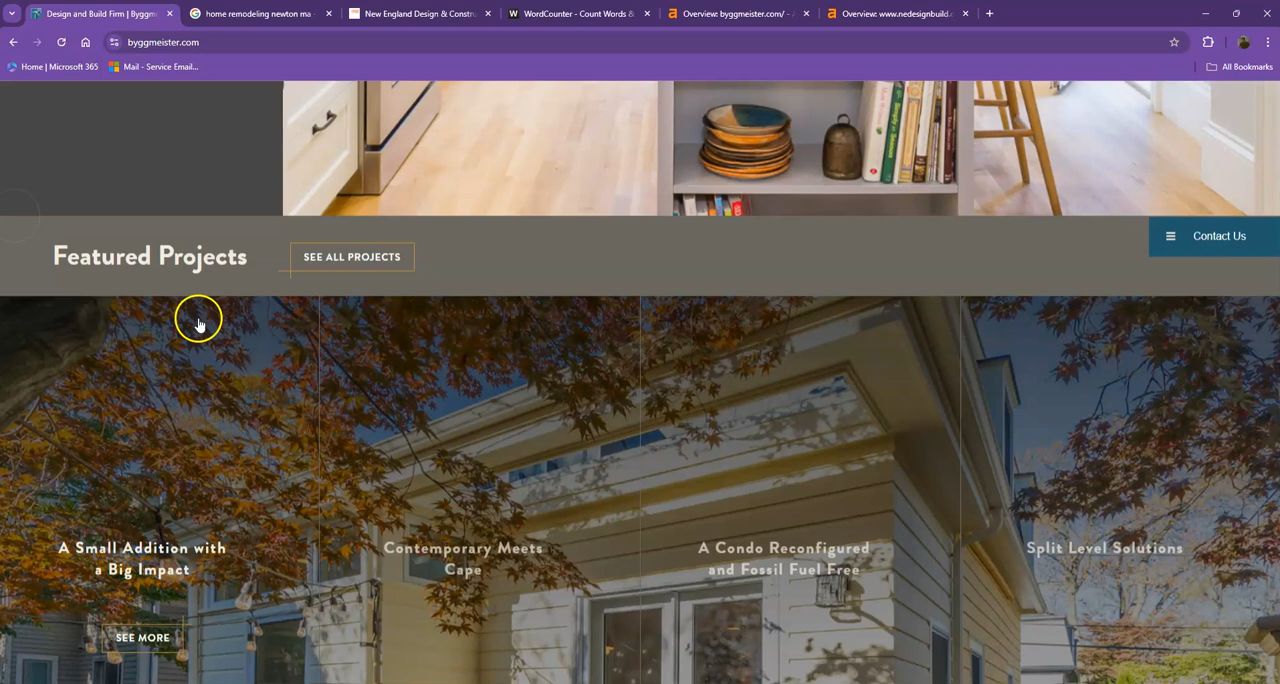 Design and Build Firm | Byggm
home remodeling newton ma -
New England Design & Constru
WordCounter - Count Words &
Overview: byggmeister.com/ - A
Overview: www.nedesignbuild.c
byggmeister.com
Home | Microsoft 365
Mail - Service Email...
All Bookmarks
Featured Projects
SEE ALL PROJECTS
Contact Us
A Small Addition with
a Big Impact
Contemporary Meets
Cape
A Condo Reconfigured
and Fossil Fuel Free
Split Level Solutions
SEE MORE